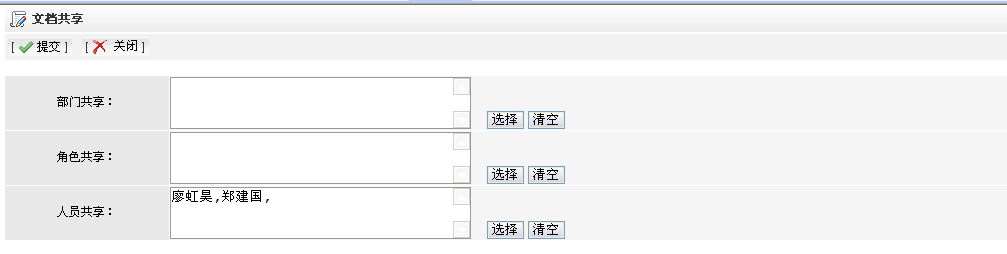 文档共享
[ 提交 ] [ 关闭 ]
部门共享：
选择 清空
角色共享：
选择 清空
廖虹昊,郑建国,
人员共享：
选择 清空